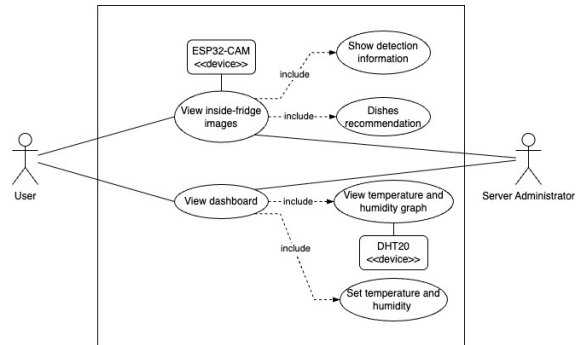 ESP32-CAM
<<device>>
Show detection
information
include
View inside-fridge
images
include
Dishes
recommendation
User
Server Administrator
View dashboard
include
View temperature and
humidity graph
DHT20
<<device>>
include
Set temperature and
humidity